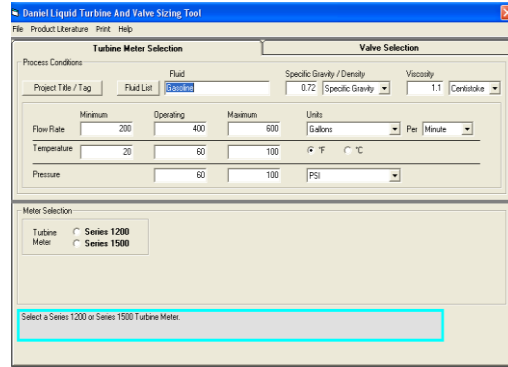 Daniel Liquid Turbine And Valve Sizing Tool
File Product Literature Print Help
Turbine Meter Selection Valve Selection
Process Conditions
Fluid Specific Gravity / Density Viscosity
Project Title / Tag Fluid List Gasoline 0.72 Specific Gravity 1.1 Centistoke
Minimum Operating Maximum Units
Flow Rate 200 400 600 Gallons Per Minute
Temperature 20 60 100 °F °C
Pressure 60 100 PSI
Meter Selection
Turbine Series 1200
Meter Series 1500
Select a Series 1200 or Series 1500 Turbine Meter.